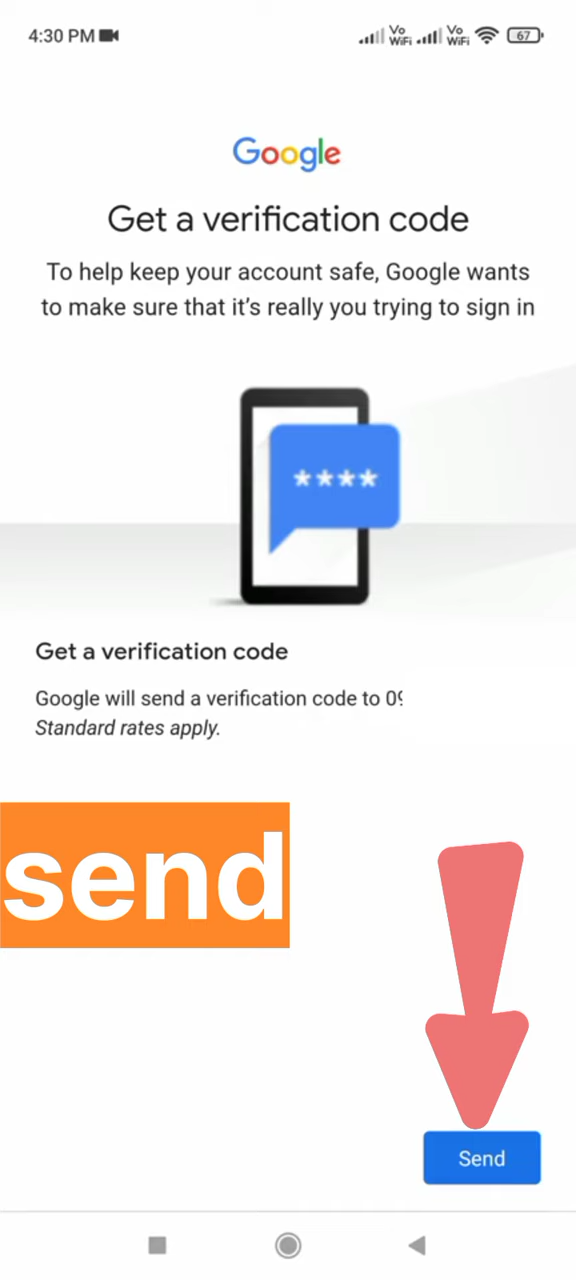 4:30 PM
Vo
WiFi
Vo
WiFi
67
Google
Get a verification code
To help keep your account safe, Google wants
to make sure that it's really you trying to sign in
****
Get a verification code
Google will send a verification code to 09
Standard rates apply.
send
Send